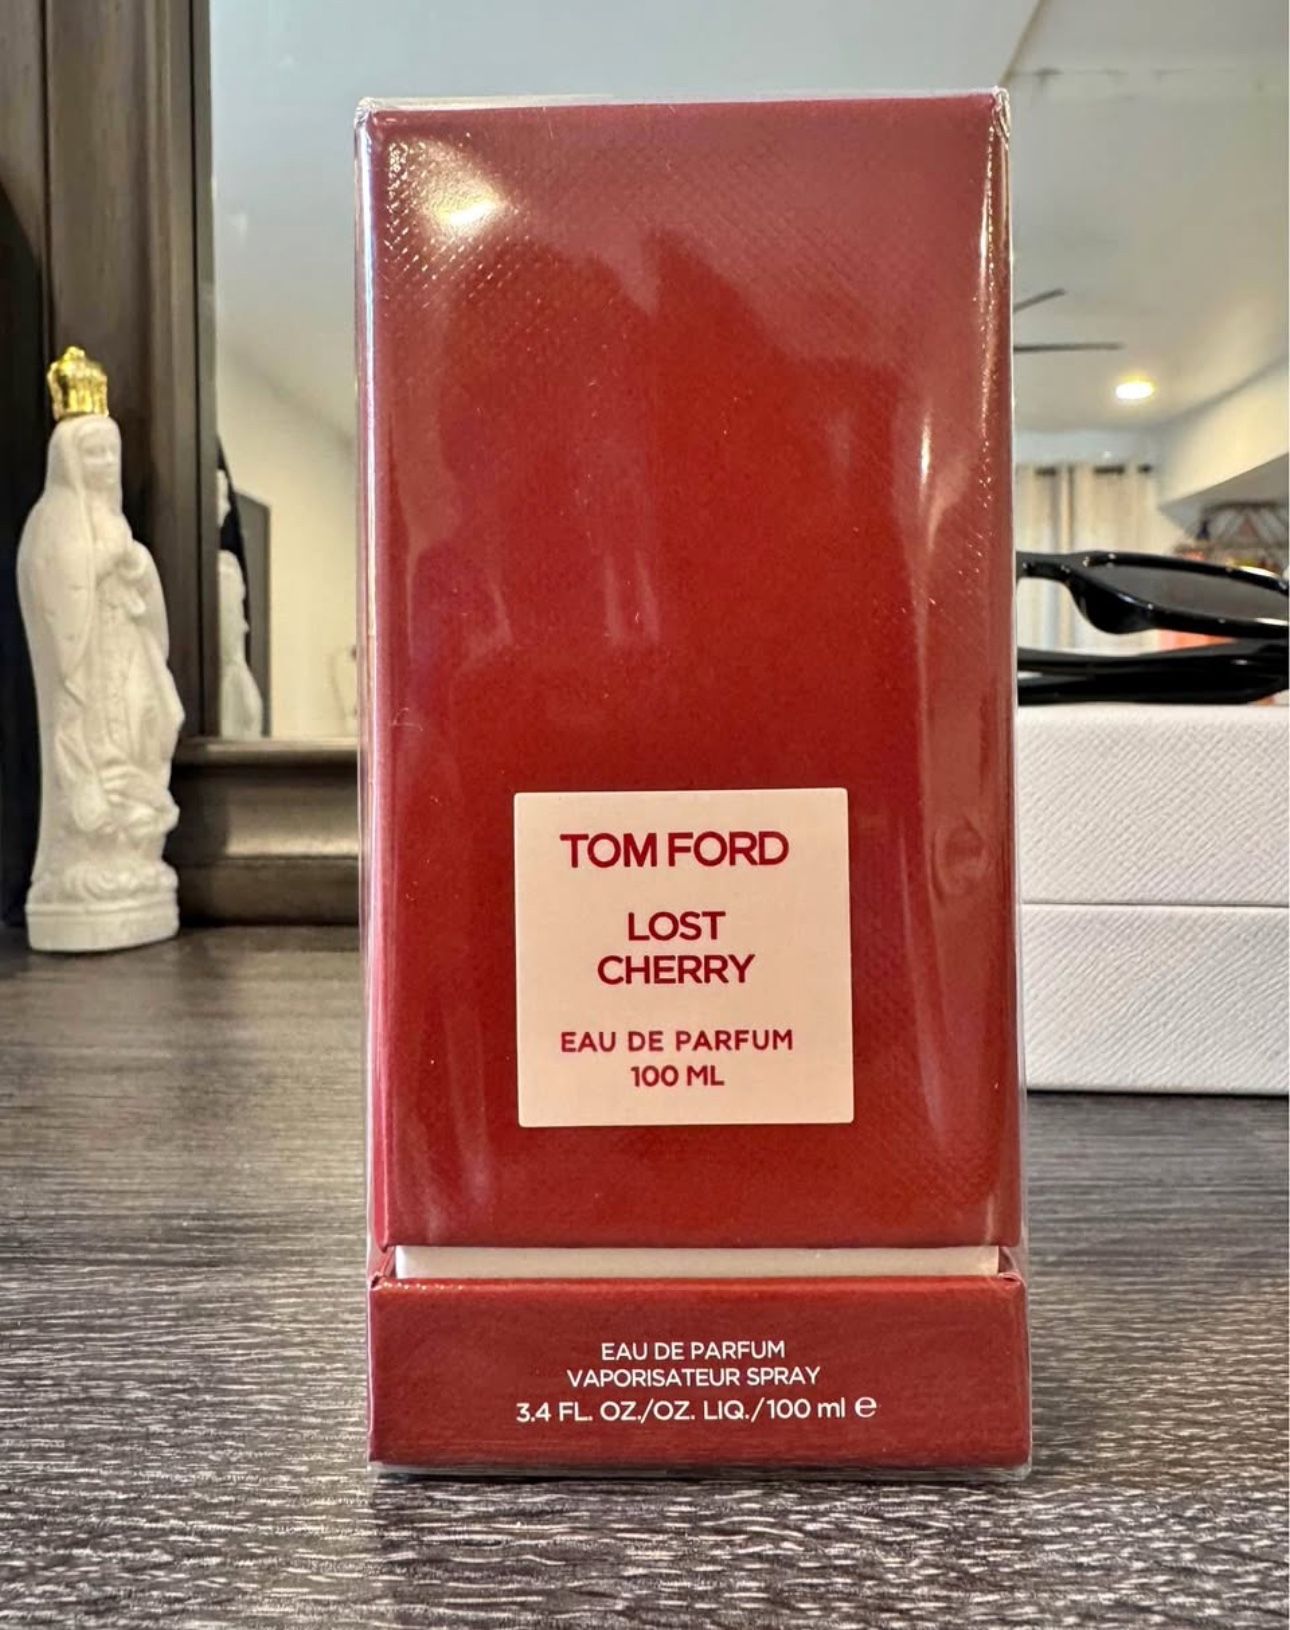 TOM FORD
LOST
CHERRY
EAU DE PARFUM
100 ML
EAU DE PARFUM
VAPORISATEUR SPRAY
3.4 FL. OZ./OZ. LIQ./100 ml ℮